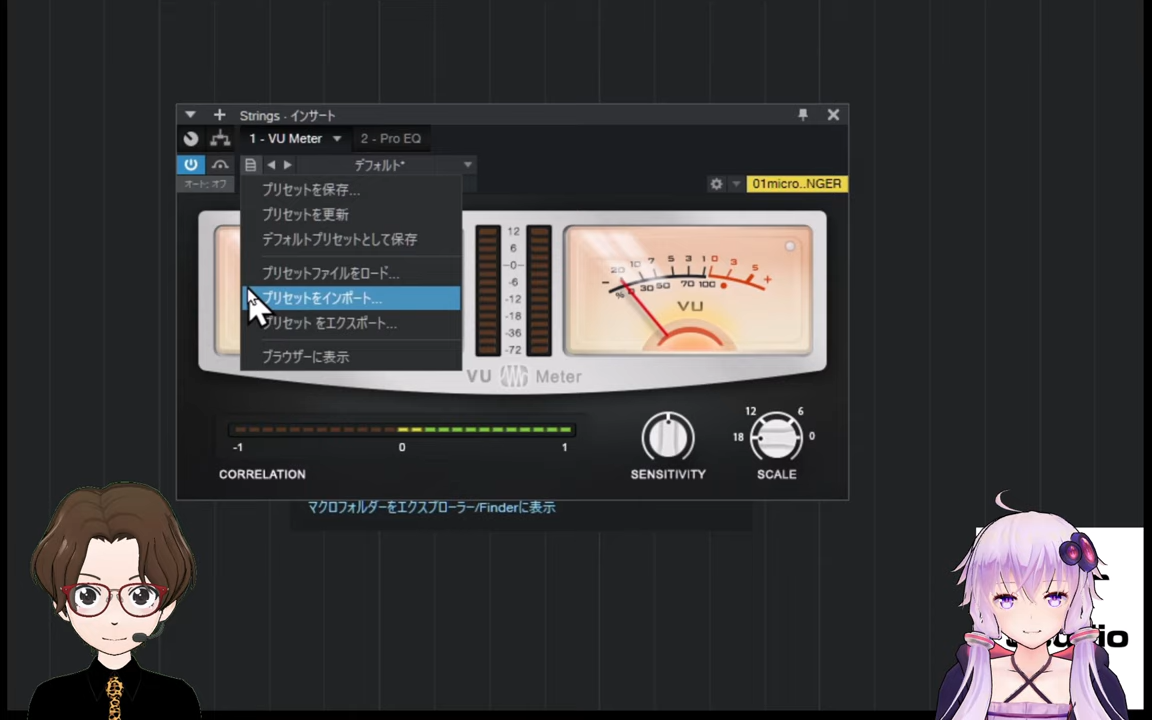 Strings - インサート
1 - VU Meter
2 - Pro EQ
デフォルト*
オート: オフ
01micro..NGER
プリセットを保存...
プリセットを更新
デフォルトプリセットとして保存
プリセットファイルをロード...
プリセットをインポート...
プリセット をエクスポート...
ブラウザーに表示
12
6
-0-
-6
-12
-18
-36
-72
20 10 7 5 3 1 0 3 5 +
- % 0 30 50 70 100
VU
VU Meter
-1 0 1
CORRELATION
SENSITIVITY
12 6
18 0
SCALE
マクロフォルダーをエクスプローラー/Finderに表示